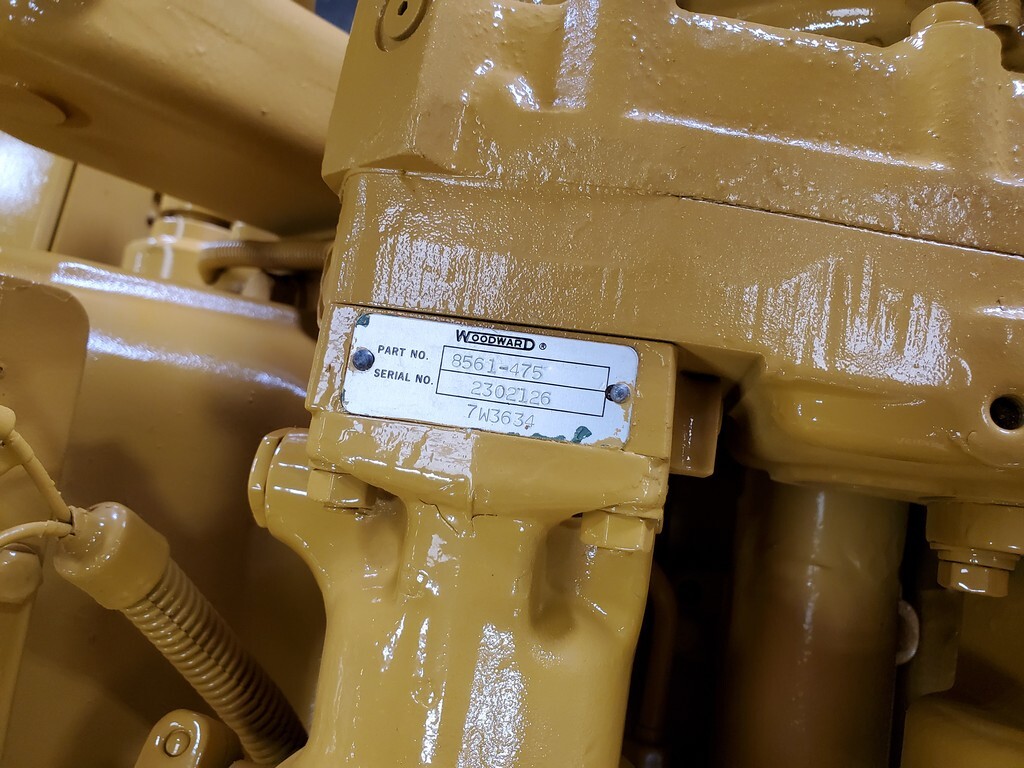 WOODWARD ®
PART NO. 8561-475
SERIAL NO. 2302126
7W3634